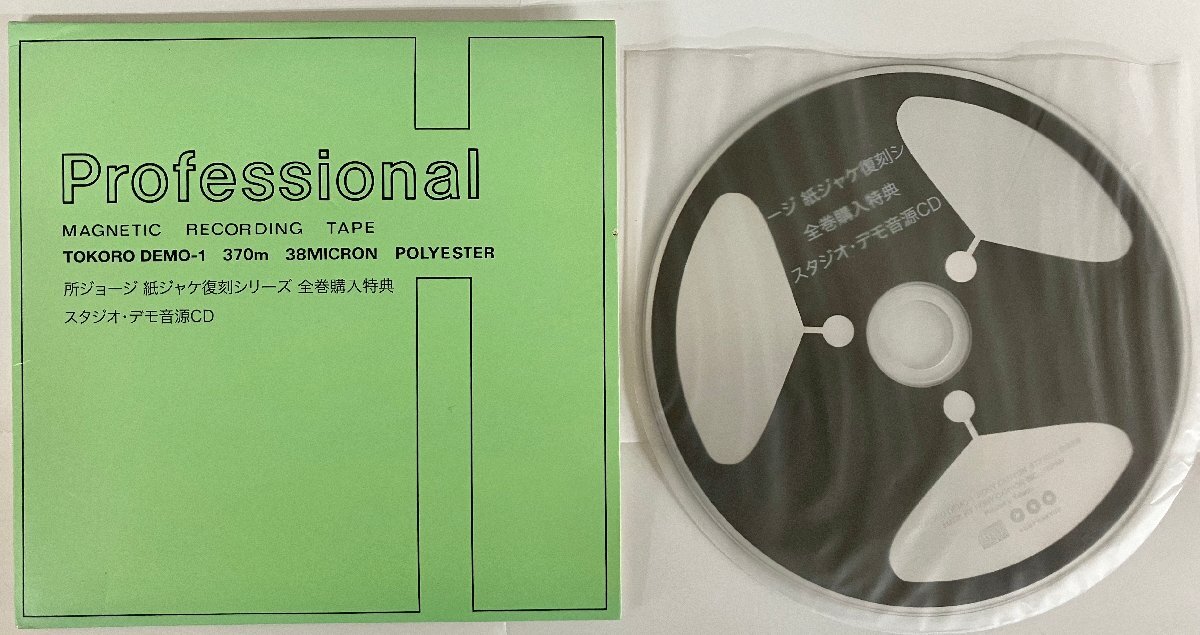 Professional
MAGNETIC RECORDING TAPE
TOKORO DEMO-1 370m 38MICRON POLYESTER
所ジョージ 紙ジャケ復刻シリーズ 全巻購入特典
スタジオ・デモ音源CD
ージ 紙ジャケ復刻シ
全巻購入特典
スタジオ・デモ音源CD